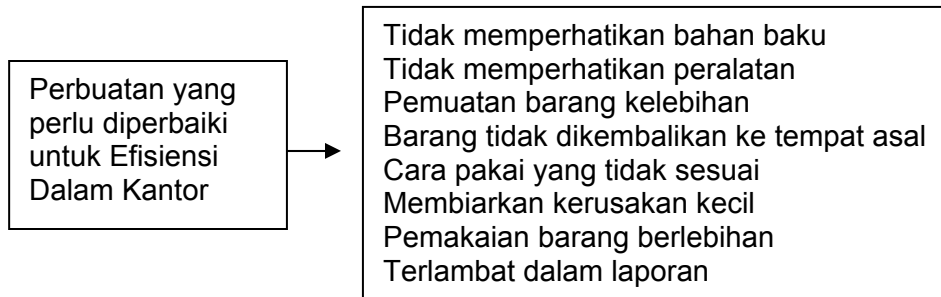 Perbuatan yang
perlu diperbaiki
untuk Efisiensi
Dalam Kantor
Tidak memperhatikan bahan baku
Tidak memperhatikan peralatan
Pemuatan barang kelebihan
Barang tidak dikembalikan ke tempat asal
Cara pakai yang tidak sesuai
Membiarkan kerusakan kecil
Pemakaian barang berlebihan
Terlambat dalam laporan